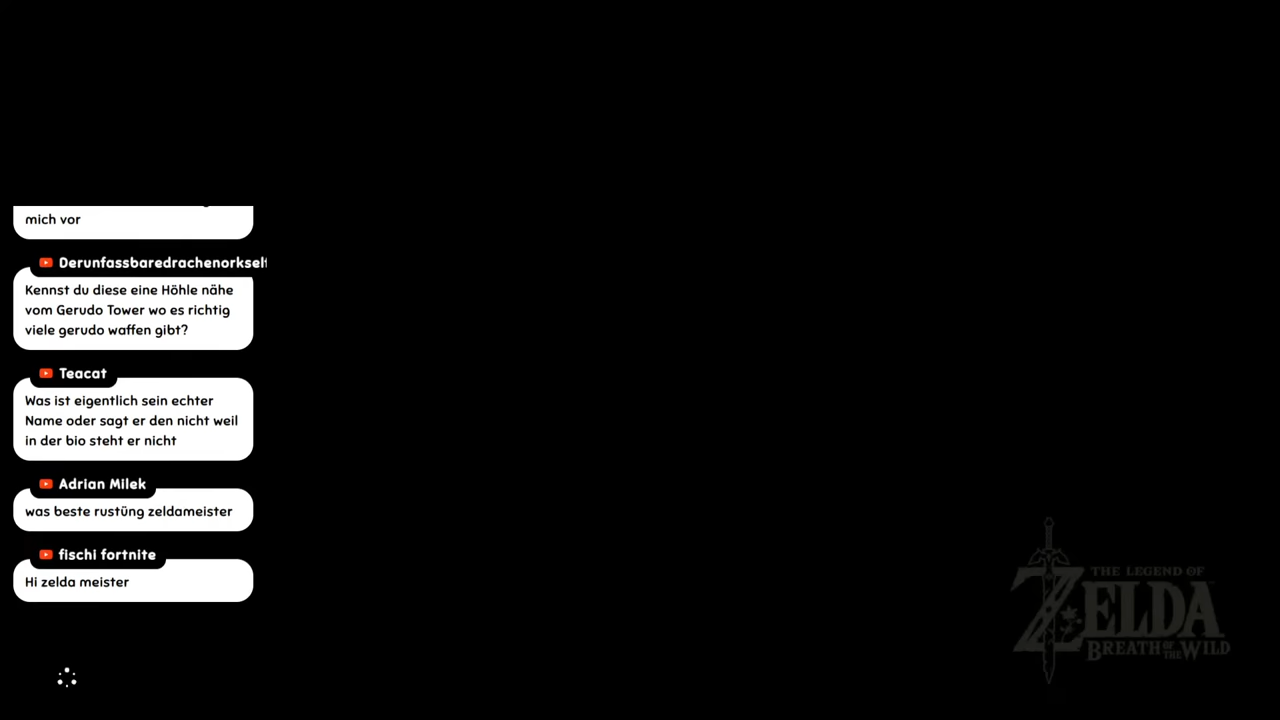 mich vor
Derunfassbaredrachenorksel
Kennst du diese eine Höhle nähe
vom Gerudo Tower wo es richtig
viele gerudo waffen gibt?
Teacat
Was ist eigentlich sein echter
Name oder sagt er den nicht weil
in der bio steht er nicht
Adrian Milek
was beste rustüng zeldameister
fischi fortnite
Hi zelda meister
THE LEGEND OF
ZELDA
BREATH OF THE WILD